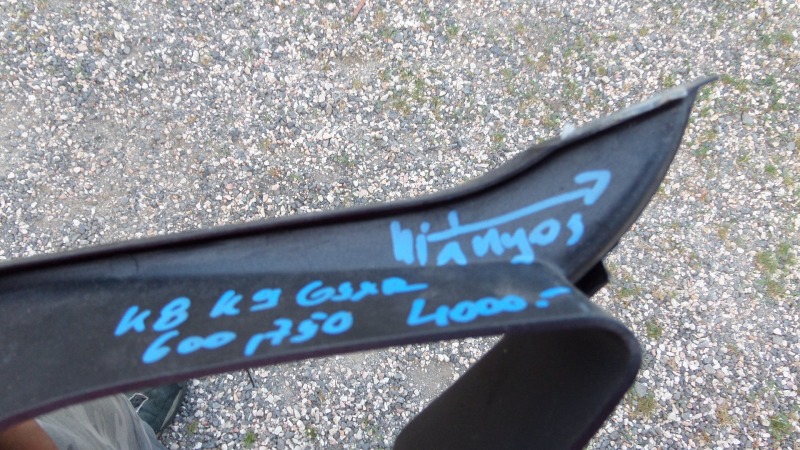 hiányos
K8 K9 GSXR
600,750 4000.-